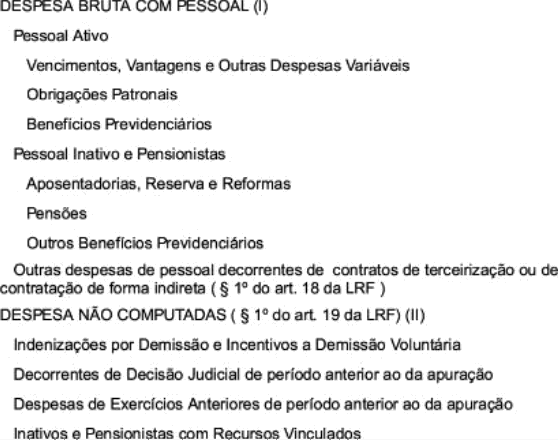 DESPESA BRUTA COM PESSOAL (I)
Pessoal Ativo
Vencimentos, Vantagens e Outras Despesas Variáveis
Obrigações Patronais
Benefícios Previdenciários
Pessoal Inativo e Pensionistas
Aposentadorias, Reserva e Reformas
Pensões
Outros Benefícios Previdenciários
Outras despesas de pessoal decorrentes de contratos de terceirização ou de
contratação de forma indireta ( § 1º do art. 18 da LRF )
DESPESA NÃO COMPUTADAS ( § 1º do art. 19 da LRF) (II)
Indenizações por Demissão e Incentivos a Demissão Voluntária
Decorrentes de Decisão Judicial de período anterior ao da apuração
Despesas de Exercícios Anteriores de período anterior ao da apuração
Inativos e Pensionistas com Recursos Vinculados